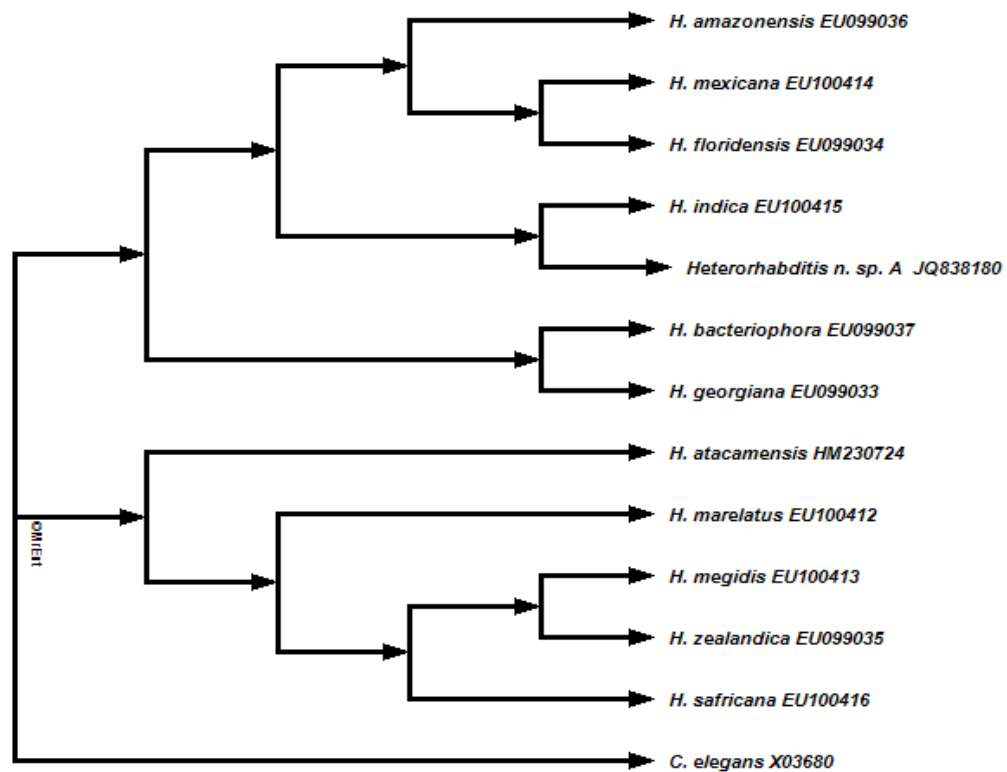 H. amazonensis EU099036
H. mexicana EU100414
H. floridensis EU099034
H. indica EU100415
Heterorhabditis n. sp. A JQ838180
H. bacteriophora EU099037
H. georgiana EU099033
H. atacamensis HM230724
H. marelatus EU100412
©MrEnt
H. megidis EU100413
H. zealandica EU099035
H. safricana EU100416
C. elegans X03680